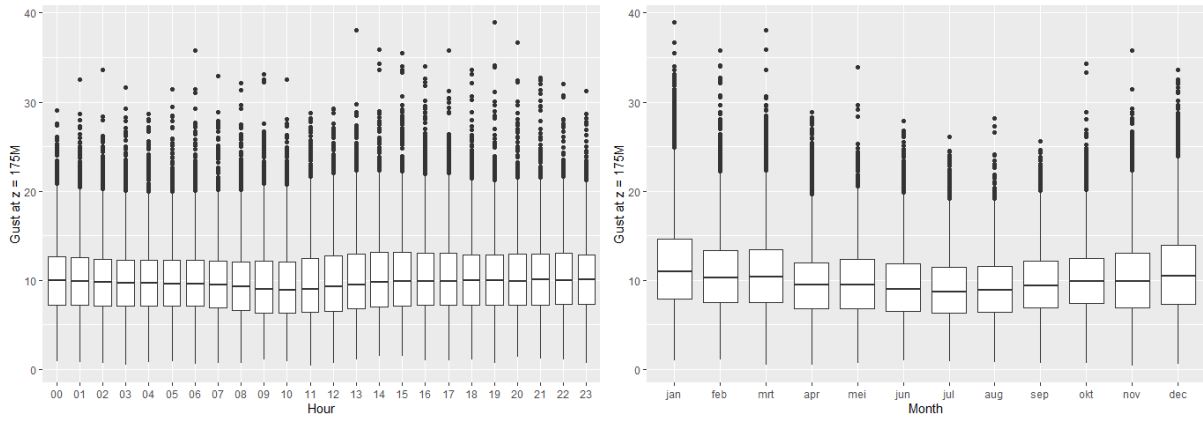 40
30
20
10
0
Gust at z = 175M
00 01 02 03 04 05 06 07 08 09 10 11 12 13 14 15 16 17 18 19 20 21 22 23
Hour
40
30
20
10
0
Gust at z = 175M
jan feb mrt apr mei jun jul aug sep okt nov dec
Month